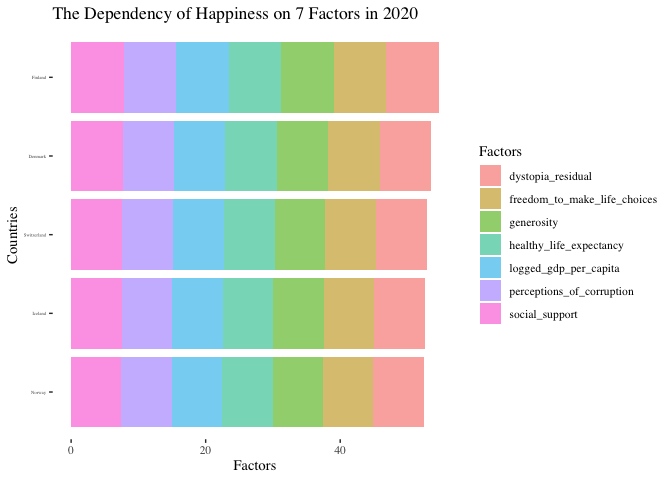 The Dependency of Happiness on 7 Factors in 2020
Countries
Finland
Denmark
Switzerland
Iceland
Norway
0 20 40
Factors
Factors
dystopia_residual
freedom_to_make_life_choices
generosity
healthy_life_expectancy
logged_gdp_per_capita
perceptions_of_corruption
social_support